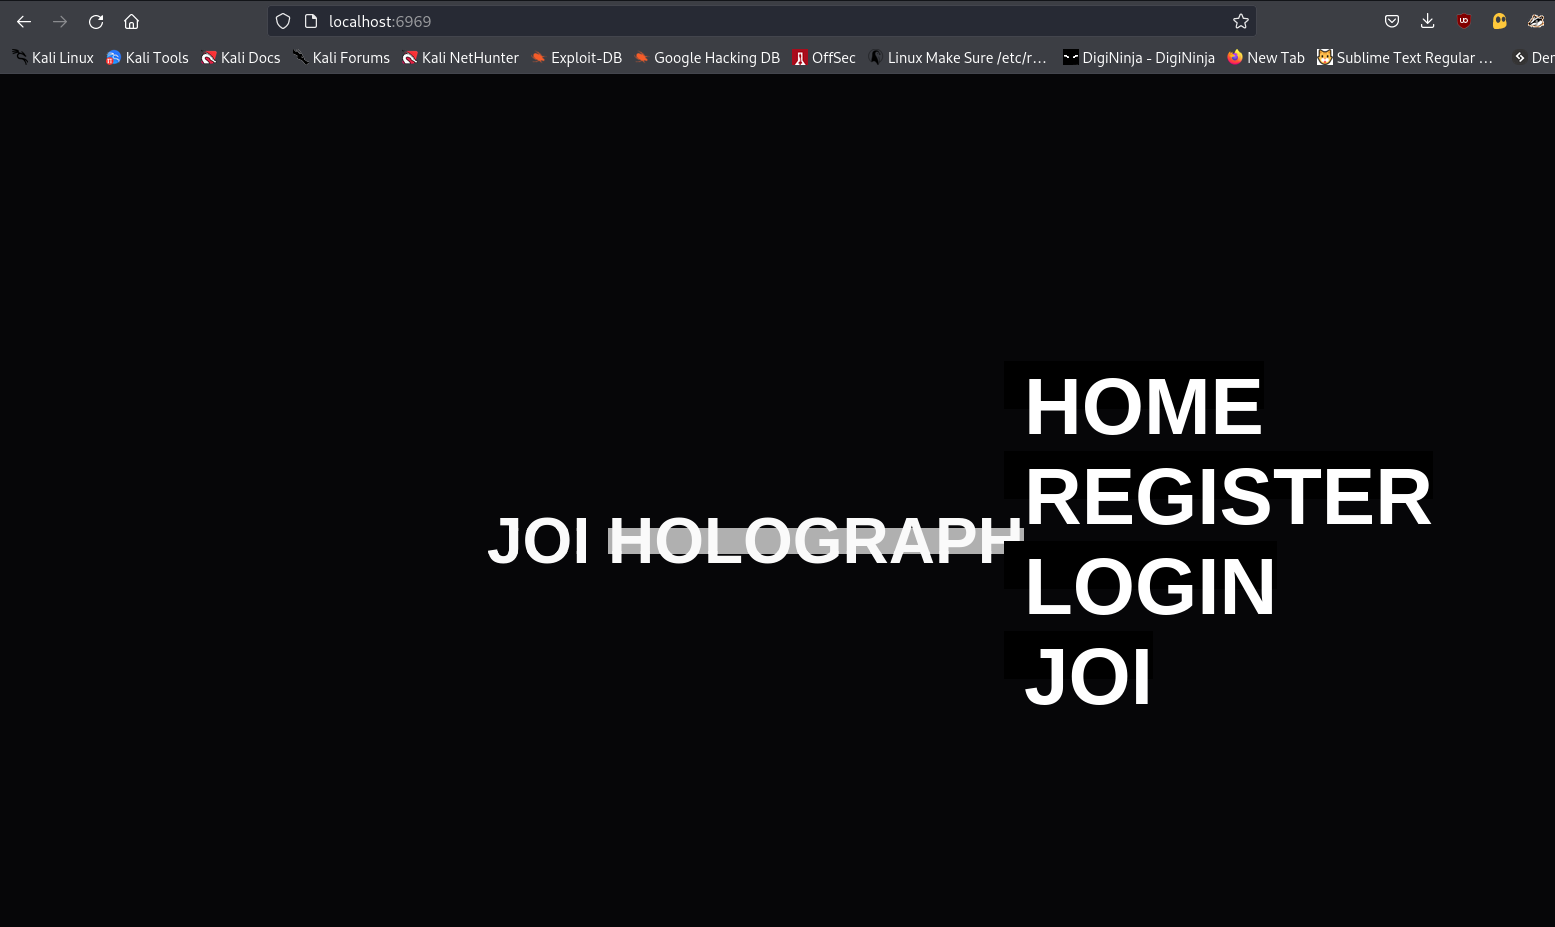 localhost:6969
Kali Linux Kali Tools Kali Docs Kali Forums Kali NetHunter Exploit-DB Google Hacking DB OffSec Linux Make Sure /etc/r… DigiNinja - DigiNinja New Tab Sublime Text Regular … Der
JOI HOLOGRAPH
HOME
REGISTER
LOGIN
JOI